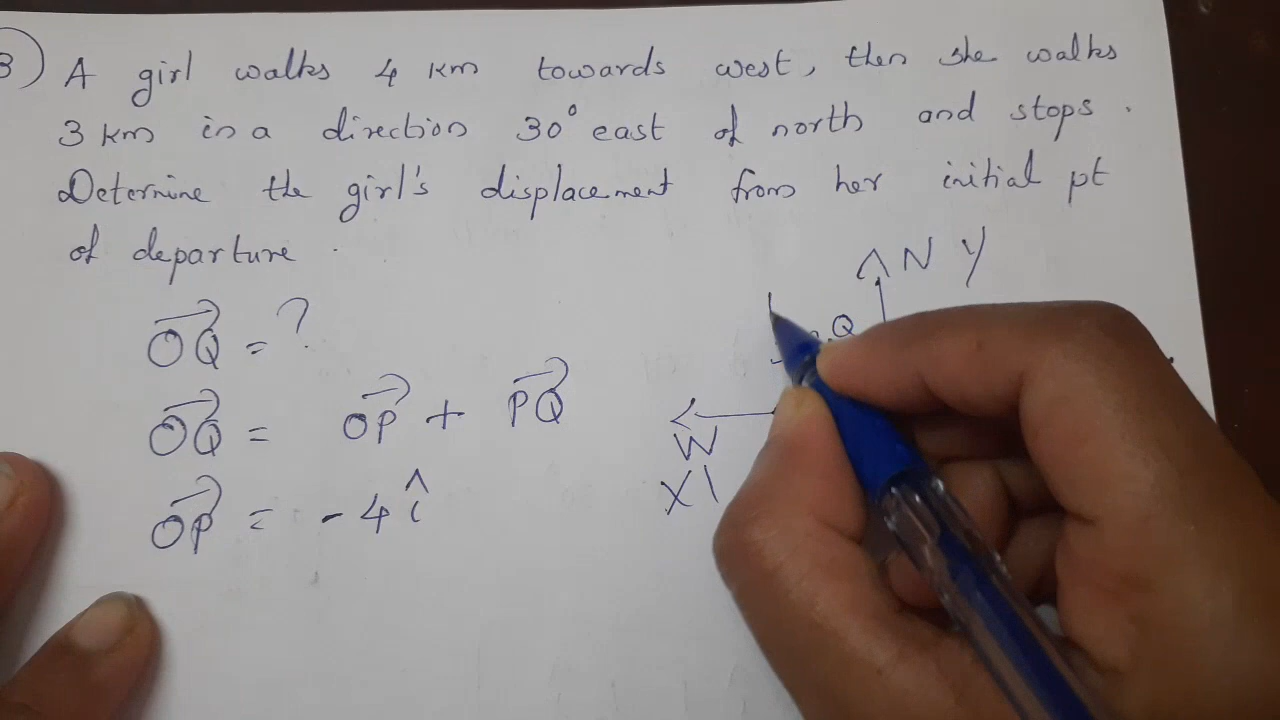 3) A girl walks 4 km towards west, then she walks
3 km in a direction 30° east of north and stops.
Determine the girl's displacement from her initial pt
of departure.
N Y
OQ = ?
Q
OQ = OP + PQ
W
X'
OP = -4 î